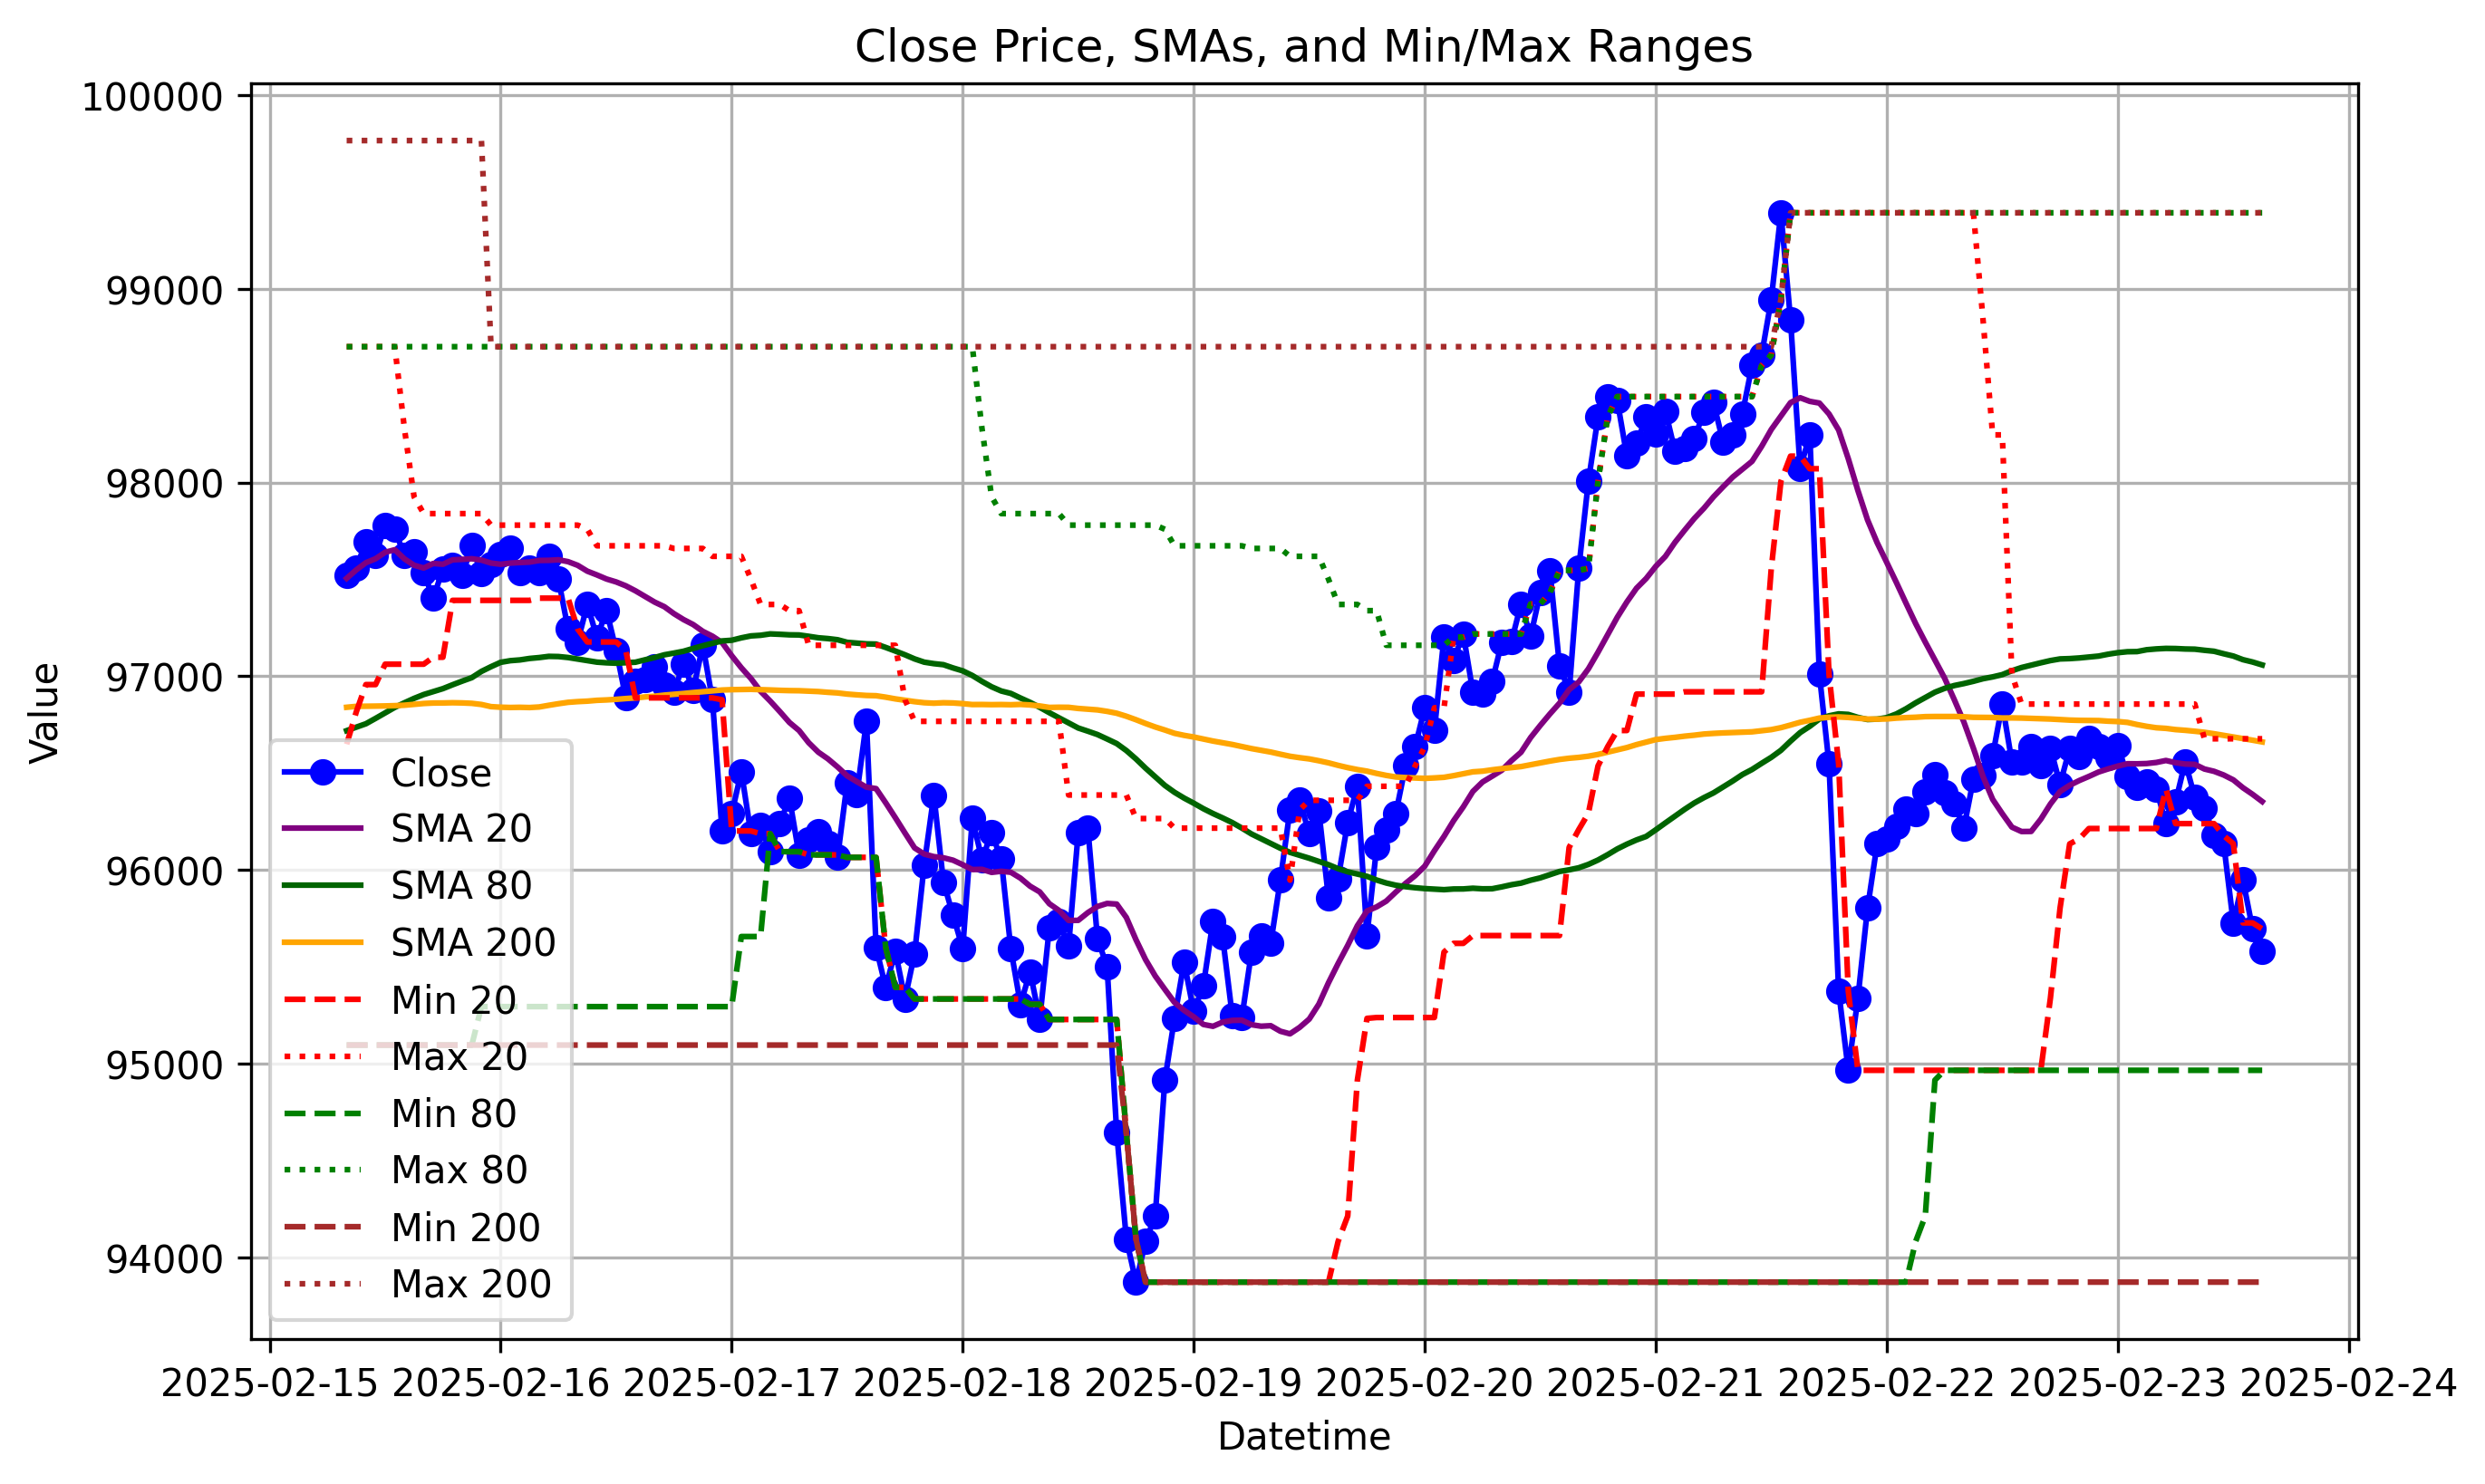 Close Price, SMAs, and Min/Max Ranges
100000
99000
98000
97000
96000
95000
94000
Value
Close
SMA 20
SMA 80
SMA 200
Min 20
Max 20
Min 80
Max 80
Min 200
Max 200
2025-02-15 2025-02-16 2025-02-17 2025-02-18 2025-02-19 2025-02-20 2025-02-21 2025-02-22 2025-02-23 2025-02-24
Datetime